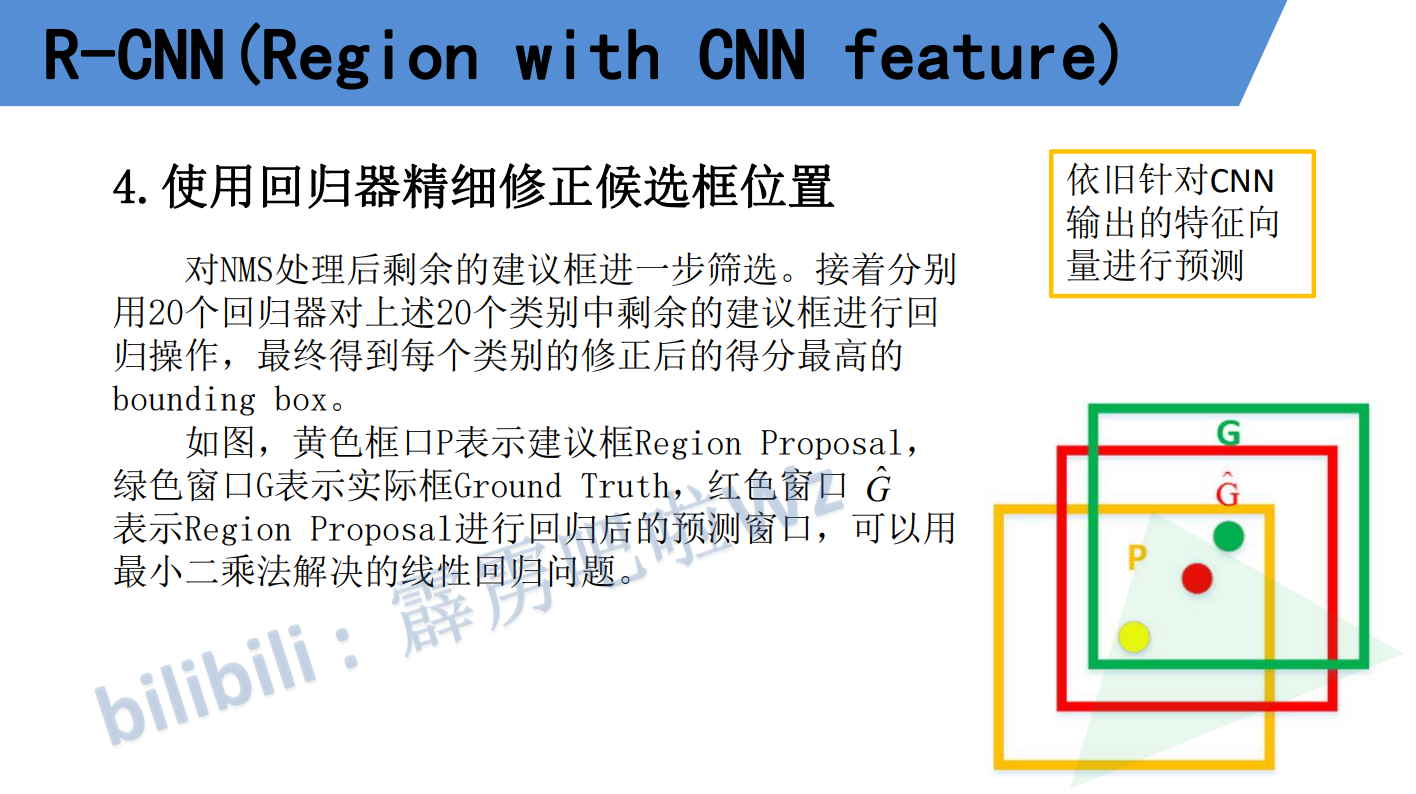 R-CNN(Region with CNN feature)
4.使用回归器精细修正候选框位置
依旧针对CNN
输出的特征向
量进行预测
对NMS处理后剩余的建议框进一步筛选。接着分别
用20个回归器对上述20个类别中剩余的建议框进行回
归操作，最终得到每个类别的修正后的得分最高的
bounding box。
如图，黄色框口P表示建议框Region Proposal，
绿色窗口G表示实际框Ground Truth，红色窗口 Ĝ
表示Region Proposal进行回归后的预测窗口，可以用
最小二乘法解决的线性回归问题。
G
Ĝ
P
bilibili：霹雳吧啦Wz